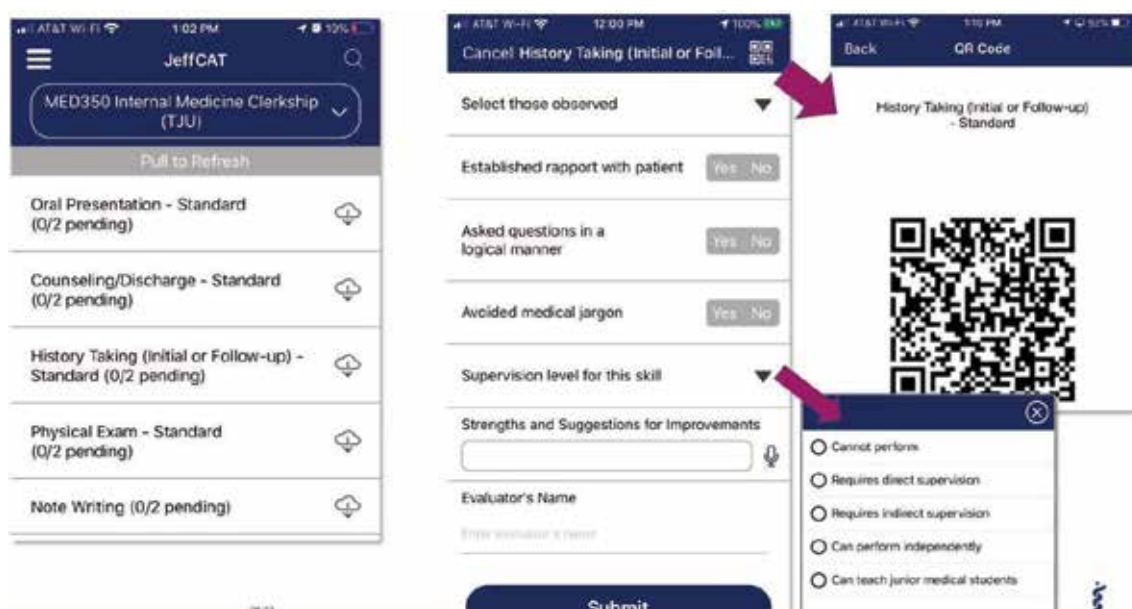 AT&T Wi-Fi 1:02 PM 10%
JeffCAT
MED350 Internal Medicine Clerkship
(TJU)
Pull to Refresh
Oral Presentation - Standard
(0/2 pending)
Counseling/Discharge - Standard
(0/2 pending)
History Taking (Initial or Follow-up) -
Standard (0/2 pending)
Physical Exam - Standard
(0/2 pending)
Note Writing (0/2 pending)
AT&T Wi-Fi 12:00 PM 100%
Cancel History Taking (Initial or Foll...
Select those observed
Established rapport with patient Yes No
Asked questions in a
logical manner Yes No
Avoided medical jargon Yes No
Supervision level for this skill
Strengths and Suggestions for Improvements
Evaluator's Name
Enter evaluator's name
Submit
AT&T Wi-Fi 1:10 PM 92%
Back QR Code
History Taking (Initial or Follow-up)
- Standard
Cannot perform
Requires direct supervision
Requires indirect supervision
Can perform independently
Can teach junior medical students